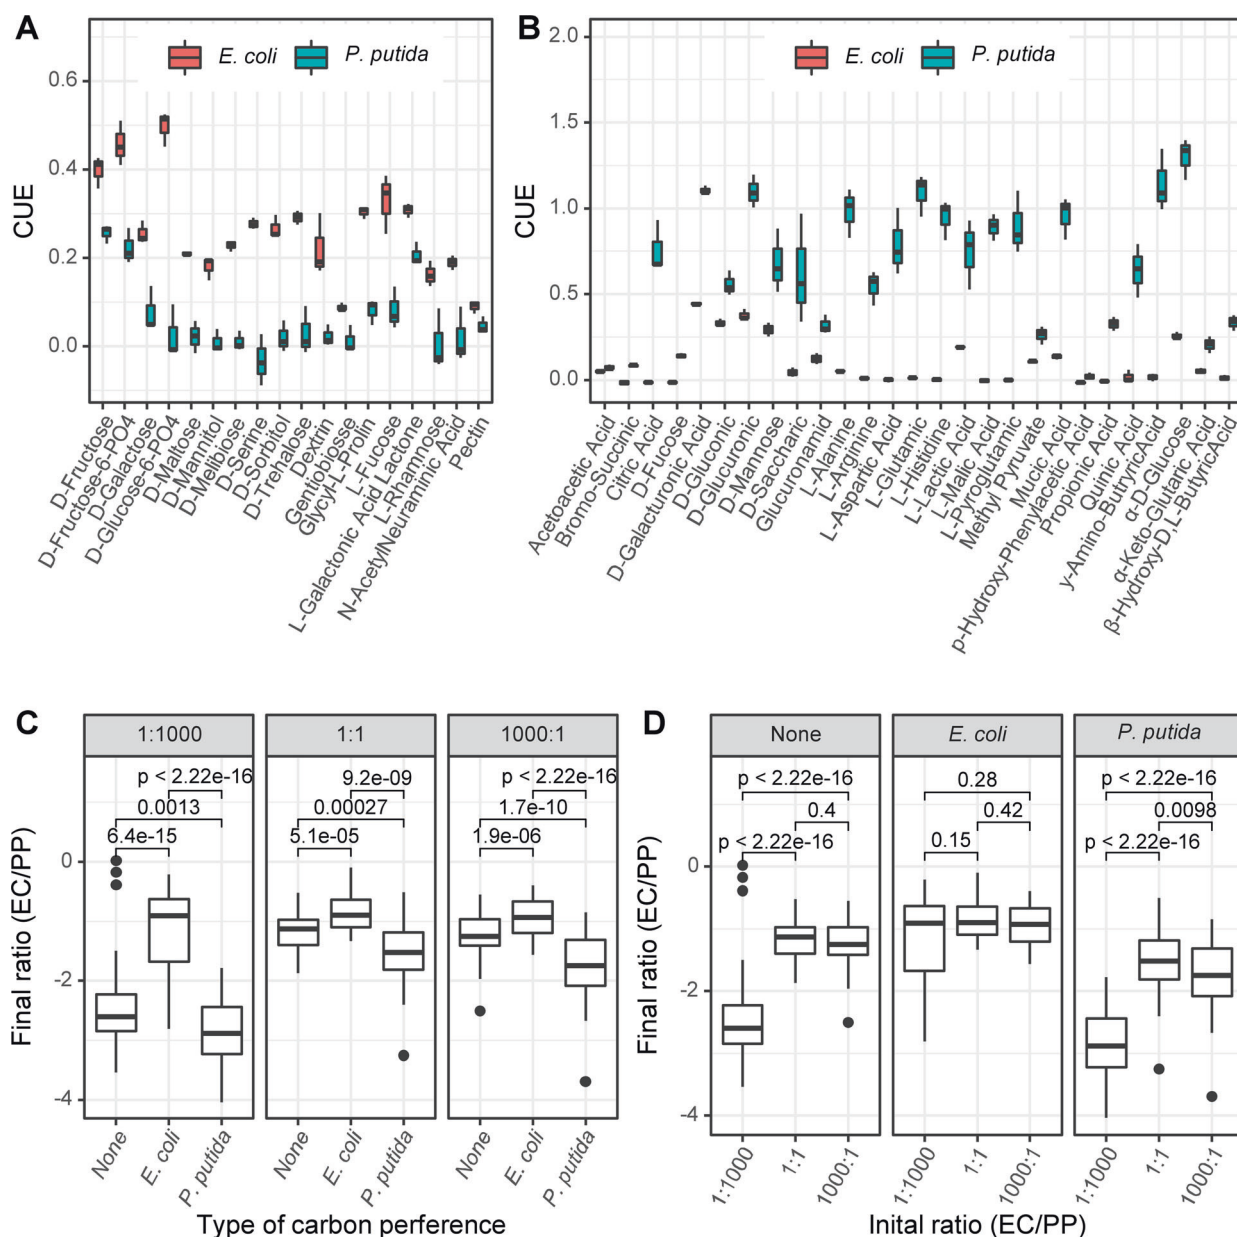 A
E. coli
P. putida
CUE
0.6
0.4
0.2
0.0
D-Fructose
D-Fructose-6-PO4
D-Galactose
D-Glucose-6-PO4
D-Maltose
D-Mannitol
D-Melibiose
D-Serine
D-Sorbitol
D-Trehalose
Dextrin
Gentiobiosse
Glycyl-L-Prolin
L-Fucose
L-Galactonic Acid Lactone
L-Rhamnose
N-AcetylNeuraminic Acid
Pectin
B
E. coli
P. putida
CUE
2.0
1.5
1.0
0.5
0.0
Acetoacetic Acid
Bromo-Succinic
Citric Acid
D-Fucose
D-Galacturonic Acid
D-Gluconic
D-Glucuronic
D-Mannose
D-Saccharic
Glucuronamid
L-Alanine
L-Arginine
L-Aspartic Acid
L-Glutamic
L-Histidine
L-Lactic Acid
L-Malic Acid
L-Pyroglutamic
Methyl Pyruvate
Mucic Acid
p-Hydroxy-Phenylacetic Acid
Propionic Acid
Quinic Acid
y-Amino-ButyricAcid
α-D-Glucose
α-Keto-Glutaric Acid
β-Hydroxy-D,L-ButyricAcid
C
1:1000
1:1
1000:1
p < 2.22e-16
0.0013
6.4e-15
9.2e-09
0.00027
5.1e-05
p < 2.22e-16
1.7e-10
1.9e-06
Final ratio (EC/PP)
0
-2
-4
None
E. coli
P. putida
None
E. coli
P. putida
None
E. coli
P. putida
Type of carbon perference
D
None
E. coli
P. putida
p < 2.22e-16
0.4
p < 2.22e-16
0.28
0.42
0.15
p < 2.22e-16
0.0098
p < 2.22e-16
Final ratio (EC/PP)
0
-2
-4
1:1000
1:1
1000:1
1:1000
1:1
1000:1
1:1000
1:1
1000:1
Inital ratio (EC/PP)